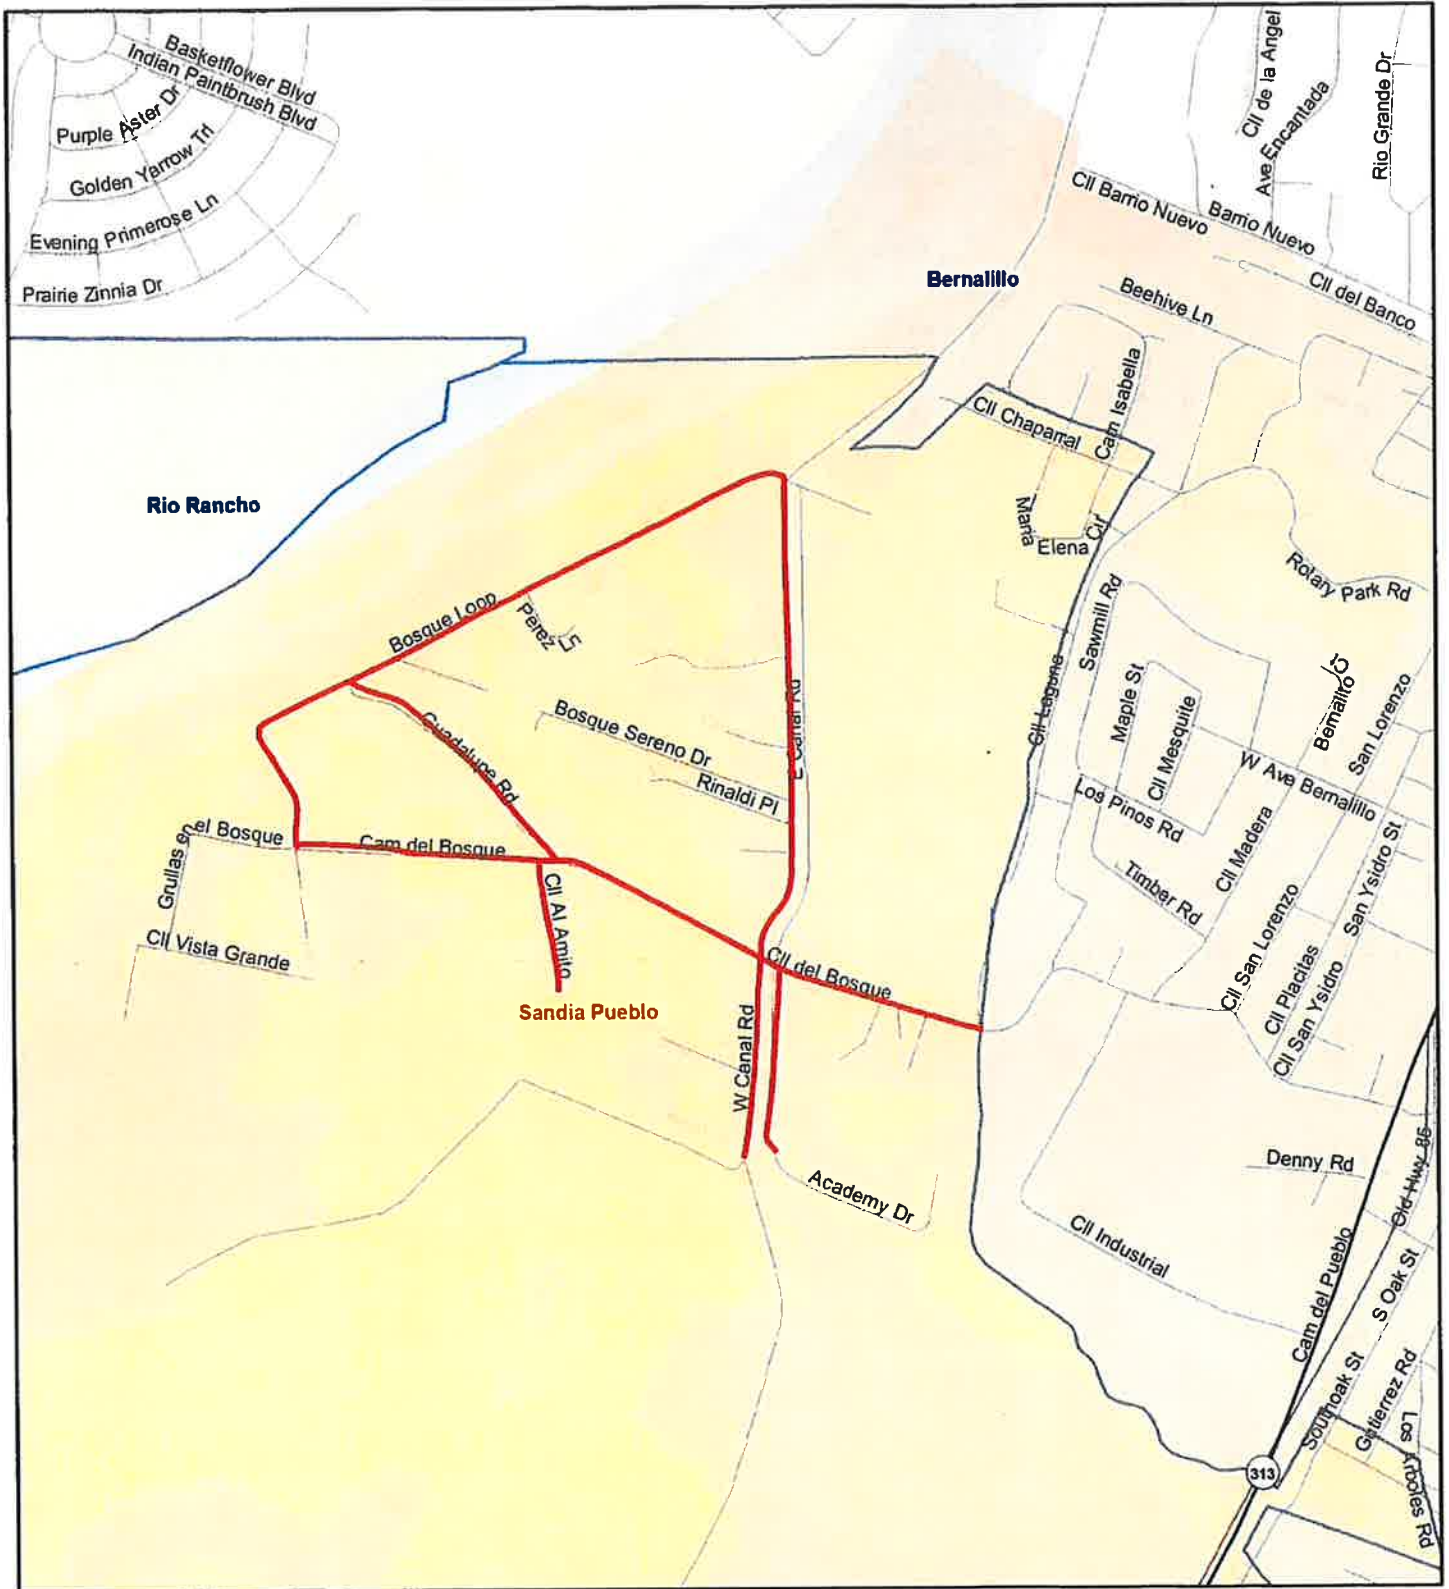 Basketflower Blvd
Indian Paintbrush Blvd
Purple Aster Dr
Golden Yarrow Trl
Evening Primerose Ln
Prairie Zinnia Dr
Cll de la Angel
Ave Encantada
Rio Grande Dr
Cll Barrio Nuevo
Barrio Nuevo
Cll del Banco
Bernalillo
Beehive Ln
Cam Isabella
Cll Chaparral
Rio Rancho
Maria
Elena Cir
Rotary Park Rd
Bosque Loop
Perez Ln
Sawmill Rd
Cll Laguna
Maple St
Cll Mesquite
Bernalito Ct
San Lorenzo
E Canal Rd
Guadalupe Rd
Bosque Sereno Dr
Rinaldi Pl
W Ave Bernalillo
Los Pinos Rd
Cll Madera
Timber Rd
San Ysidro St
Grullas en
el Bosque
Cam del Bosque
Cll Al Amito
Cll Vista Grande
Cll del Bosque
Cll San Lorenzo
Cll Placitas
Cll San Ysidro
Sandia Pueblo
W Canal Rd
Academy Dr
Denny Rd
Old Hwy 85
Cll Industrial
Cam del Pueblo
S Oak St
Southoak St
Gutierrez Rd
Los Arboles Rd
313